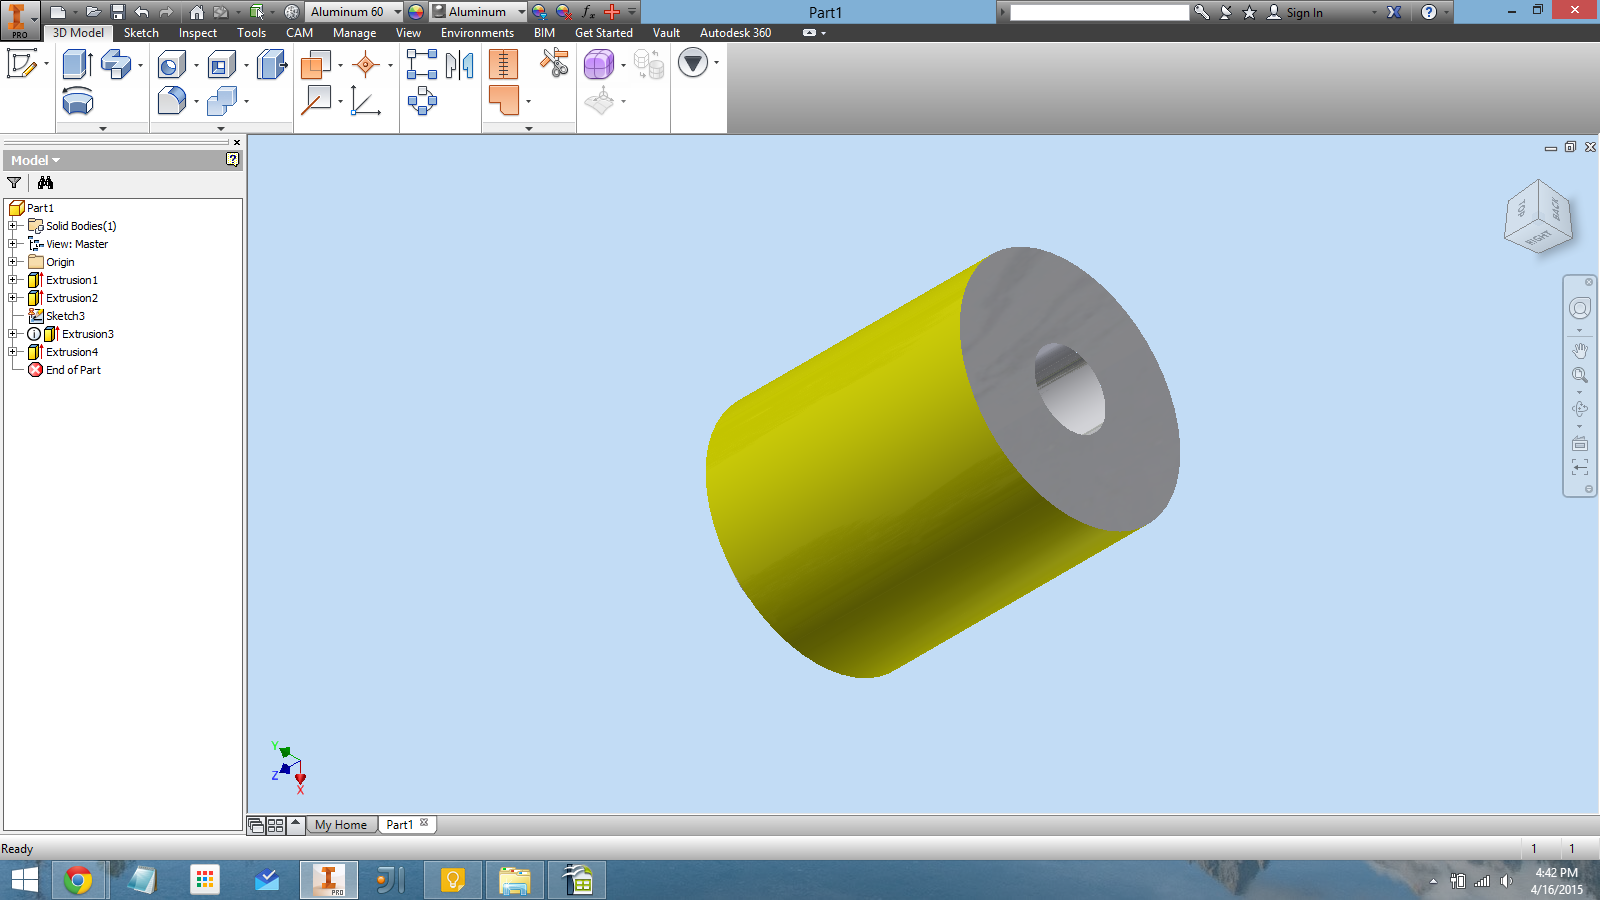 Aluminum 60
Aluminum
fx
Part1
Sign In
PRO
3D Model
Sketch
Inspect
Tools
CAM
Manage
View
Environments
BIM
Get Started
Vault
Autodesk 360
Model
Part1
Solid Bodies(1)
View: Master
Origin
Extrusion1
Extrusion2
Sketch3
Extrusion3
Extrusion4
End of Part
TOP
BACK
RIGHT
Y
Z
X
My Home
Part1
Ready
1
1
PRO
4:42 PM
4/16/2015